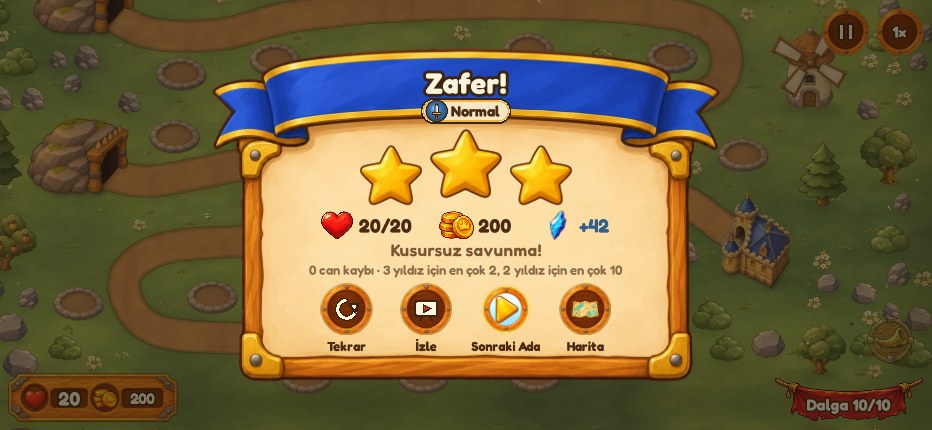 1x
Zafer!
Normal
20/20
200
+42
Kusursuz savunma!
0 can kaybı · 3 yıldız için en çok 2, 2 yıldız için en çok 10
Tekrar
İzle
Sonraki Ada
Harita
20
200
Dalga 10/10